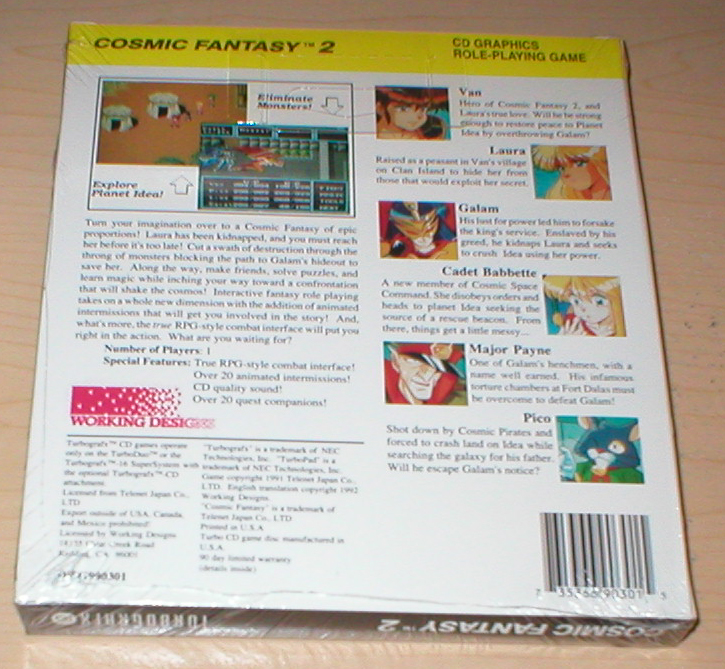 COSMIC FANTASY™ 2
CD GRAPHICS
ROLE-PLAYING GAME
Eliminate
Monsters!
Explore
Planet Idea!
Turn your imagination over to a Cosmic Fantasy of epic
proportions! Laura has been kidnapped, and you must reach
her before it's too late! Cut a swath of destruction through the
throng of monsters blocking the path to Galam's hideout to
save her. Along the way, make friends, solve puzzles, and
learn magic while inching your way toward a confrontation
that will shake the cosmos! Interactive fantasy role playing
takes on a whole new dimension with the addition of animated
intermissions that will get you involved in the story! And,
what's more, the true RPG-style combat interface will put you
right in the action. What are you waiting for?
Number of Players: 1
Special Features: True RPG-style combat interface!
Over 20 animated intermissions!
CD quality sound!
Over 20 quest companions!
WORKING DESIGNS
Turbografx™ CD games operate
only on the TurboDuo™ or the
Turbografx™-16 SuperSystem with
the optional Turbografx™ CD
attachment.
Licensed from Telenet Japan Co.,
LTD.
Export outside of USA, Canada,
and Mexico prohibited!
Licensed by Working Designs
18135 Clear Creek Road
Redding, CA 96001
"Turbografx" is a trademark of NEC
Technologies, Inc. "TurboPad" is a
trademark of NEC Technologies, Inc.
Game copyright 1991 Telenet Japan Co.,
LTD. English translation copyright 1992
Working Designs.
"Cosmic Fantasy" is a trademark of
Telenet Japan Co., LTD
Printed in U.S.A.
Turbo CD game disc manufactured in
U.S.A.
90 day limited warranty
(details inside)
Van
Hero of Cosmic Fantasy 2, and
Laura's true love. Will he be strong
enough to restore peace to Planet
Idea by overthrowing Galam?
Laura
Raised as a peasant in Van's village
on Clan Island to hide her from
those that would exploit her secret.
Galam
His lust for power led him to forsake
the king's service. Enslaved by his
greed, he kidnaps Laura and seeks
to crush Idea using her power.
Cadet Babbette
A new member of Cosmic Space
Command. She disobeys orders and
heads to planet Idea seeking the
source of a rescue beacon. From
there, things get a little messy...
Major Payne
One of Galam's henchmen, with a
name well earned. His infamous
torture chambers at Fort Dalas must
be overcome to defeat Galam!
Pico
Shot down by Cosmic Pirates and
forced to crash land on Idea while
searching the galaxy for his father.
Will he escape Galam's notice?
7 35366 90301 5
COSMIC FANTASY™ 2
TURBOGRAFX